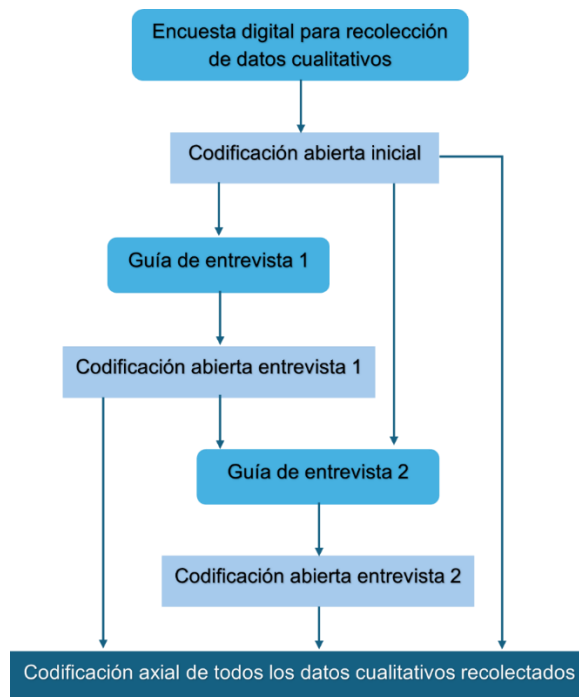 Encuesta digital para recolección
de datos cualitativos
Codificación abierta inicial
Guía de entrevista 1
Codificación abierta entrevista 1
Guía de entrevista 2
Codificación abierta entrevista 2
Codificación axial de todos los datos cualitativos recolectados